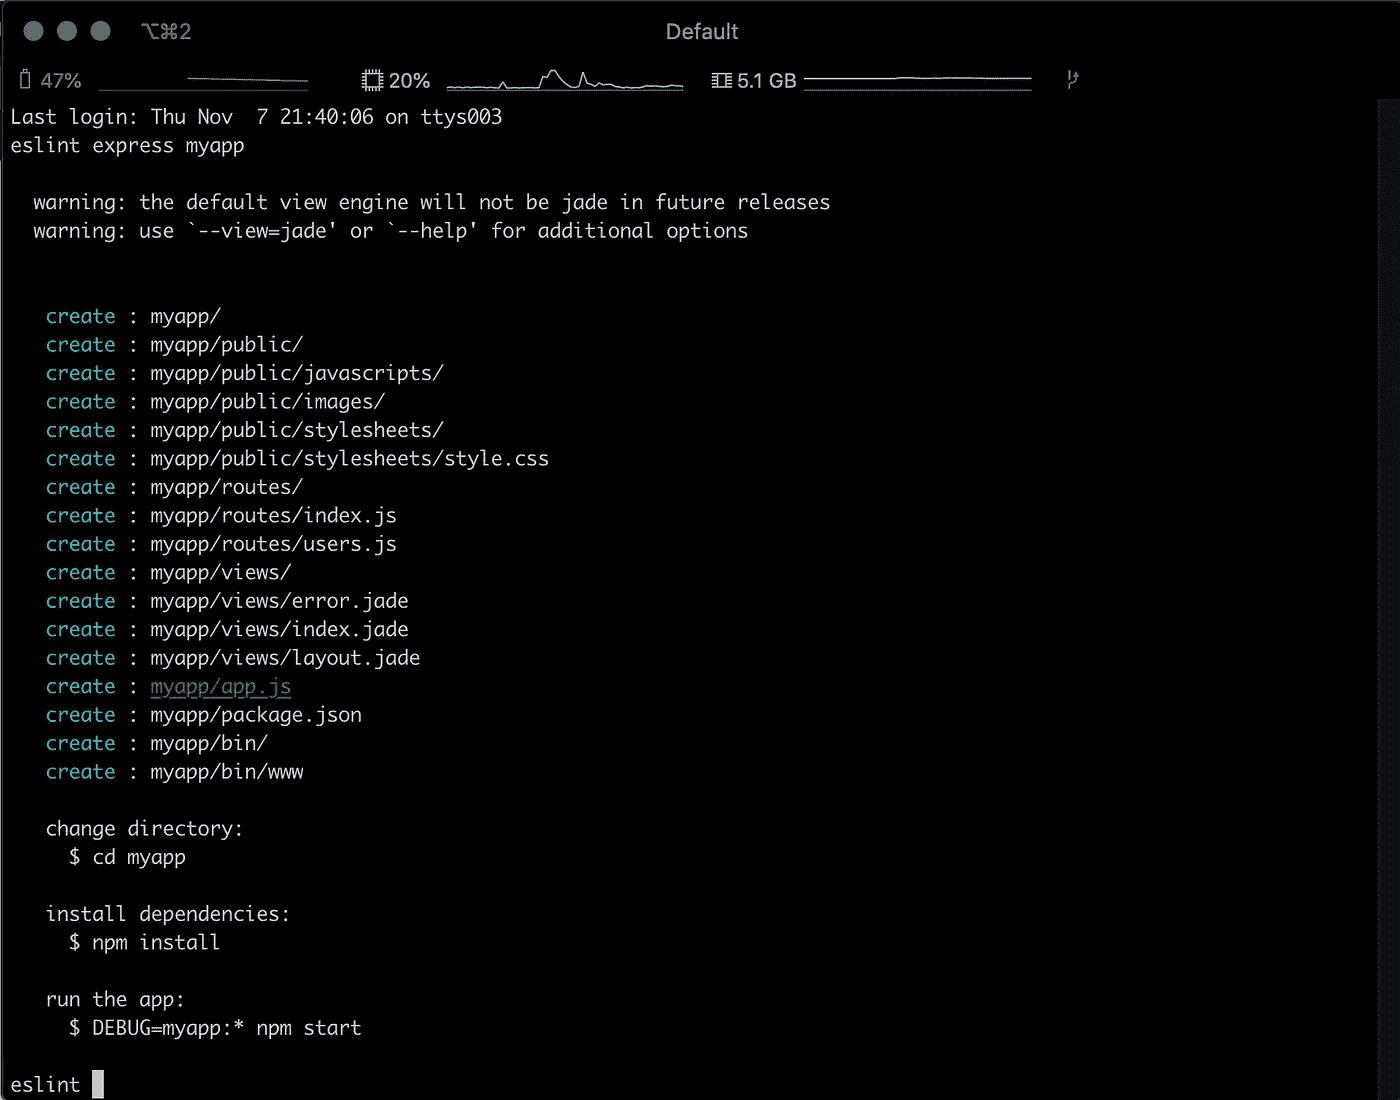 ⌥⌘2 Default
47% 20% 5.1 GB
Last login: Thu Nov  7 21:40:06 on ttys003
eslint express myapp

  warning: the default view engine will not be jade in future releases
  warning: use `--view=jade' or `--help' for additional options


   create : myapp/
   create : myapp/public/
   create : myapp/public/javascripts/
   create : myapp/public/images/
   create : myapp/public/stylesheets/
   create : myapp/public/stylesheets/style.css
   create : myapp/routes/
   create : myapp/routes/index.js
   create : myapp/routes/users.js
   create : myapp/views/
   create : myapp/views/error.jade
   create : myapp/views/index.jade
   create : myapp/views/layout.jade
   create : myapp/app.js
   create : myapp/package.json
   create : myapp/bin/
   create : myapp/bin/www

   change directory:
     $ cd myapp

   install dependencies:
     $ npm install

   run the app:
     $ DEBUG=myapp:* npm start

eslint